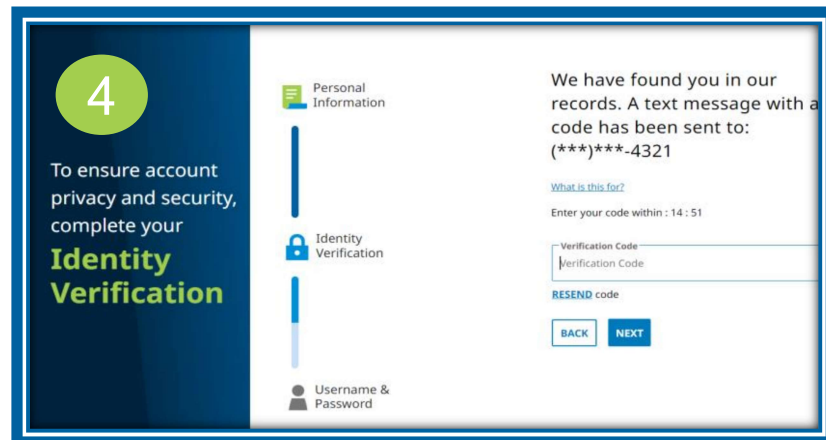 4
To ensure account
privacy and security,
complete your
Identity
Verification
Personal
Information
Identity
Verification
Username &
Password
We have found you in our
records. A text message with a
code has been sent to:
(***)***-4321
What is this for?
Enter your code within : 14 : 51
Verification Code
Verification Code
RESEND code
BACK NEXT